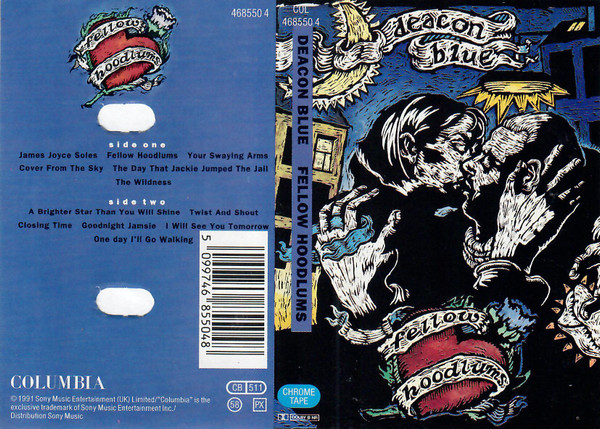 468550 4
fellow
hoodlums
side one
James Joyce Soles Fellow Hoodlums Your Swaying Arms
Cover From The Sky The Day That Jackie Jumped The Jail
The Wildness
side two
A Brighter Star Than You Will Shine Twist And Shout
Closing Time Goodnight Jamsie I Will See You Tomorrow
One day I'll Go Walking
5 099746 855048
COLUMBIA
© 1991 Sony Music Entertainment (UK) Limited/"Columbia" is the
exclusive trademark of Sony Music Entertainment Inc./
Distribution Sony Music
CB 511
58 PX
COL
468550 4
DEACON BLUE FELLOW HOODLUMS
CHROME
TAPE
deacon
blue
fellow
hoodlums
DOLBY B NR